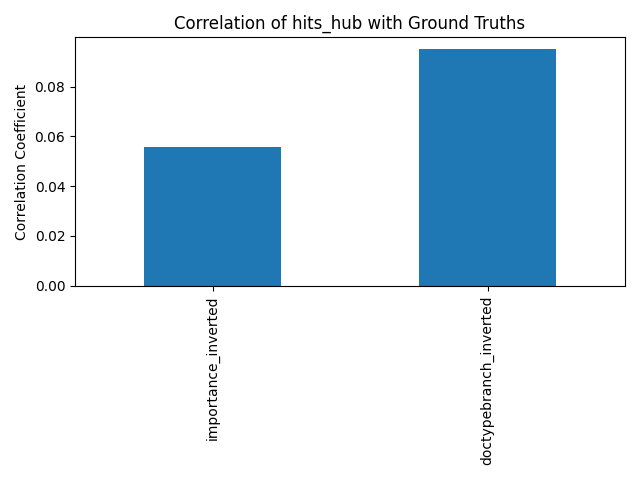 Correlation of hits_hub with Ground Truths
Correlation Coefficient
0.08
0.06
0.04
0.02
0.00
importance_inverted
doctypebranch_inverted